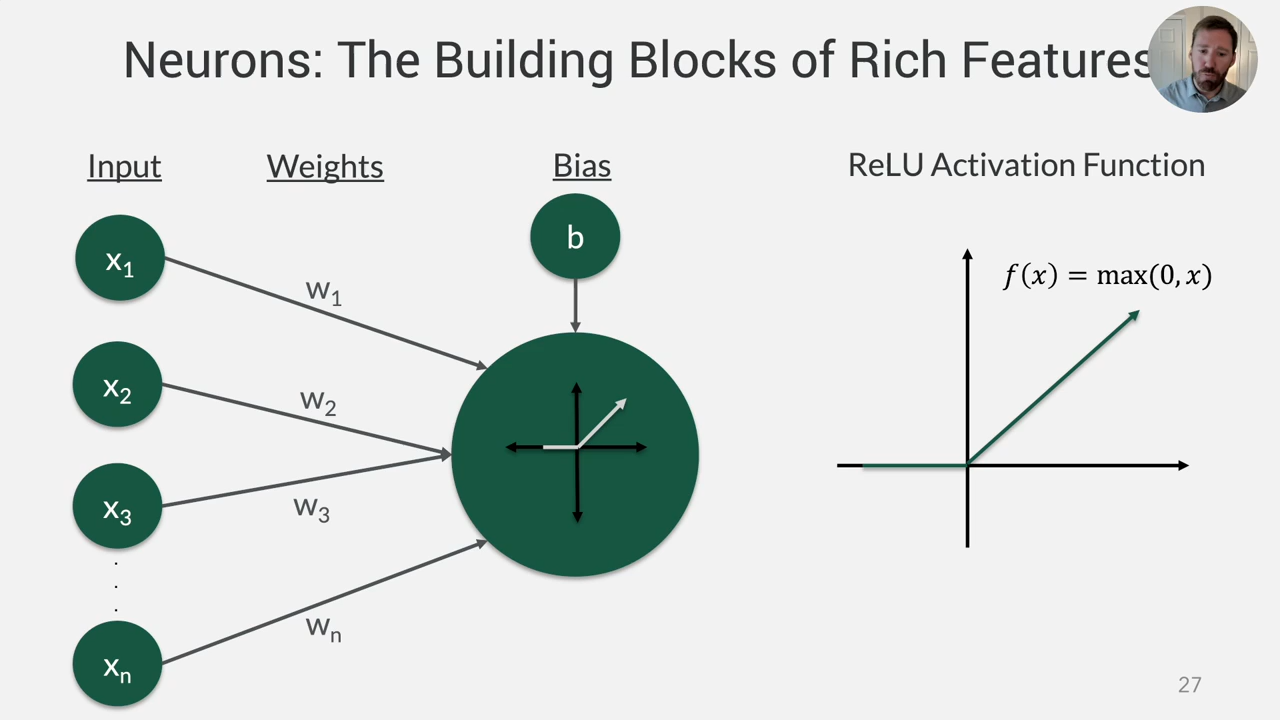 Neurons: The Building Blocks of Rich Features
Input
Weights
Bias
ReLU Activation Function
x₁
w₁
b
f(x) = max(0, x)
x₂
w₂
x₃
w₃
.
.
.
xₙ
wₙ
27